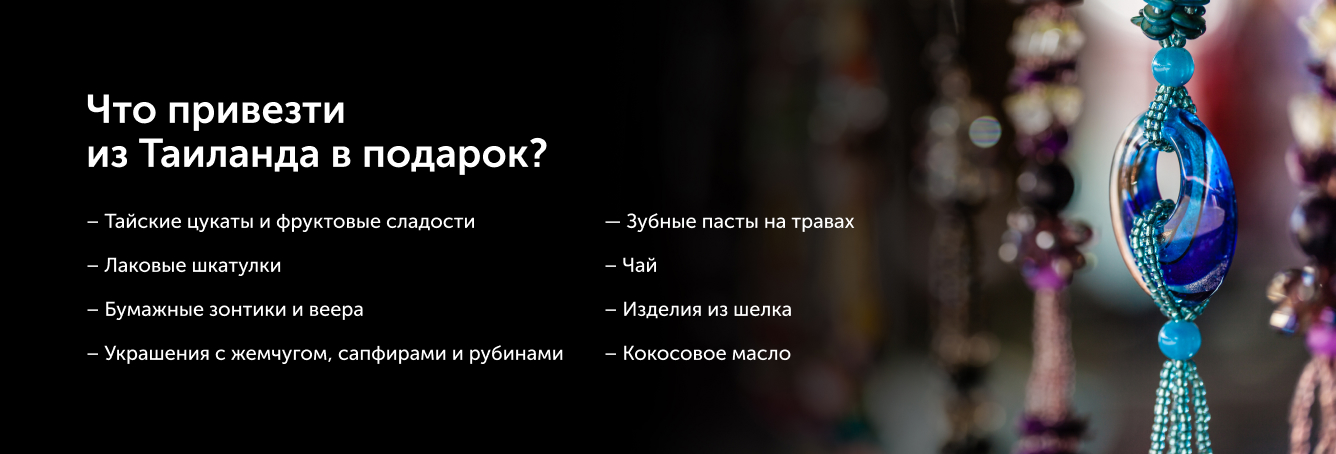 Что привезти
из Таиланда в подарок?
– Тайские цукаты и фруктовые сладости
– Лаковые шкатулки
– Бумажные зонтики и веера
– Украшения с жемчугом, сапфирами и рубинами
— Зубные пасты на травах
– Чай
– Изделия из шелка
– Кокосовое масло